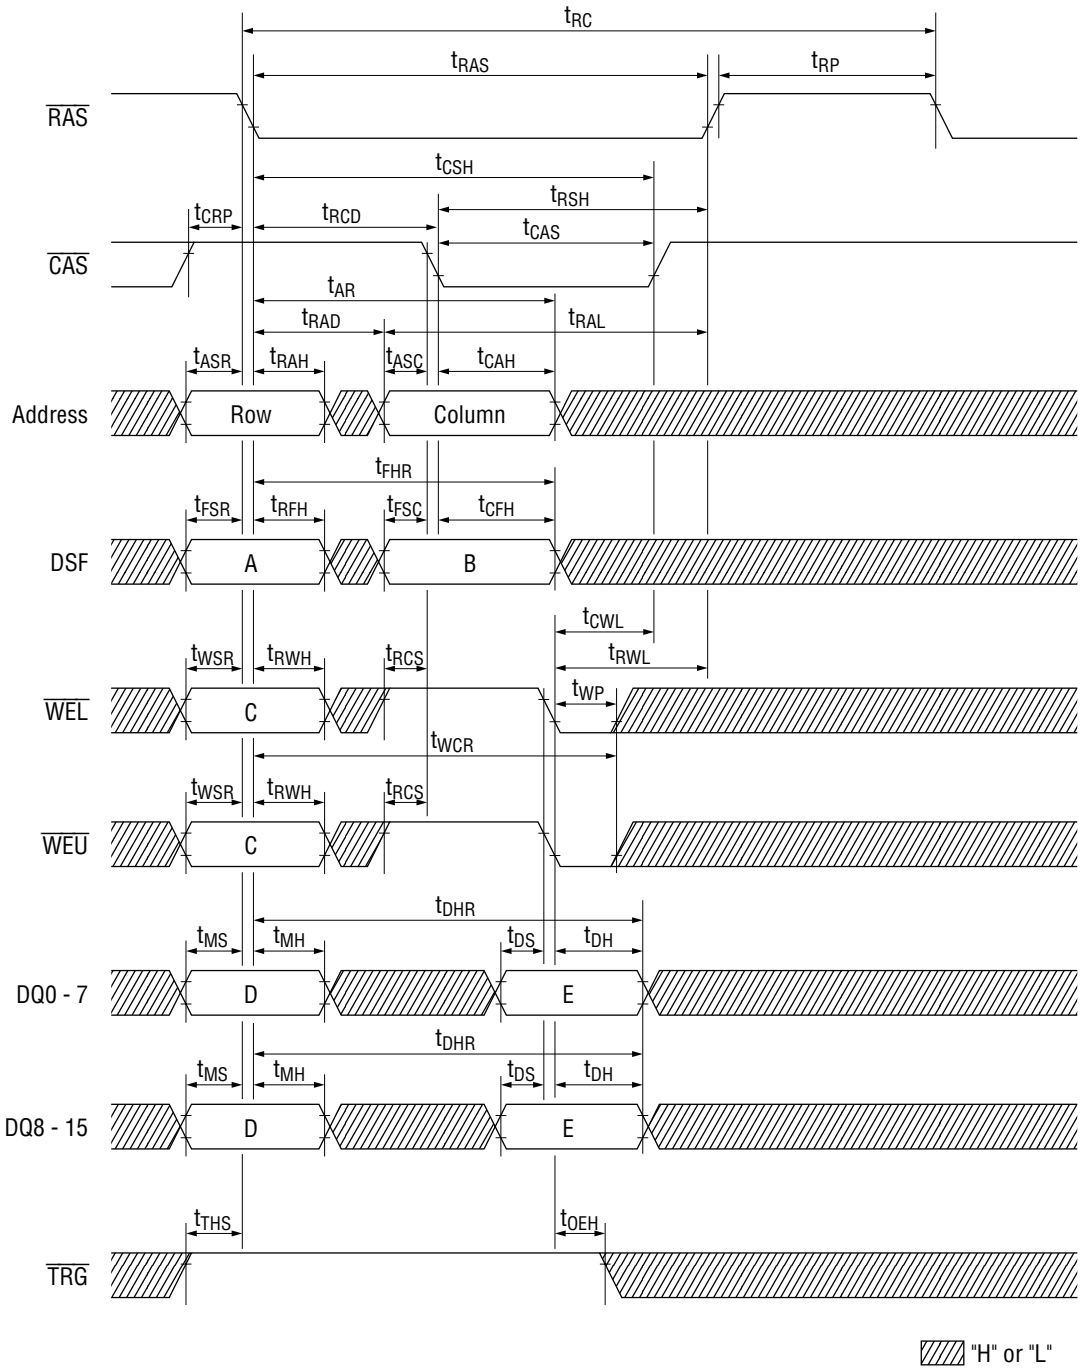 tRC
tRAS tRP
RAS
tCSH
tRSH
tCRP tRCD
tCAS
CAS
tAR
tRAD tRAL
tASR tRAH tASC tCAH
Address Row Column
tFHR
tFSR tRFH tFSC tCFH
DSF A B
tCWL
tWSR tRWH tRCS tRWL
tWP
WEL C
tWCR
tWSR tRWH tRCS
WEU C
tDHR
tMS tMH tDS tDH
DQ0 - 7 D E
tDHR
tMS tMH tDS tDH
DQ8 - 15 D E
tTHS tOEH
TRG
"H" or "L"